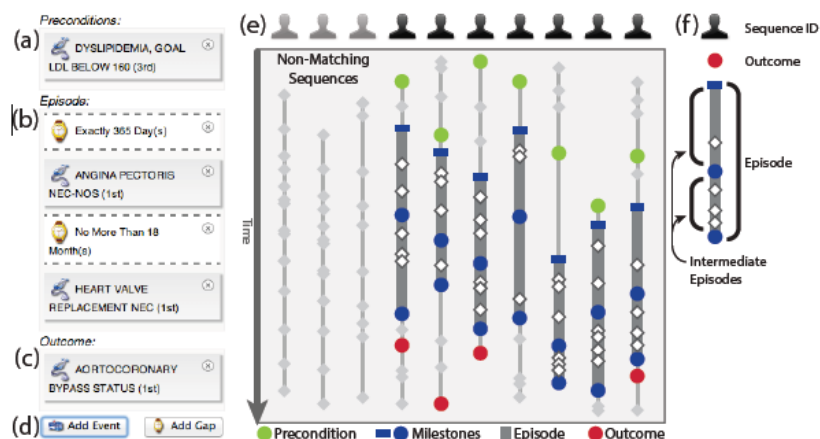 Preconditions:
(a)
DYSLIPIDEMIA, GOAL
LDL BELOW 160 (3rd)
Episode:
(b)
Exactly 365 Day(s)
ANGINA PECTORIS
NEC-NOS (1st)
No More Than 18
Month(s)
HEART VALVE
REPLACEMENT NEC (1st)
Outcome:
(c)
AORTOCORONARY
BYPASS STATUS (1st)
(d)
Add Event
Add Gap
(e)
Non-Matching
Sequences
Time
Precondition
Milestones
Episode
Outcome
(f)
Sequence ID
Outcome
Episode
Intermediate
Episodes